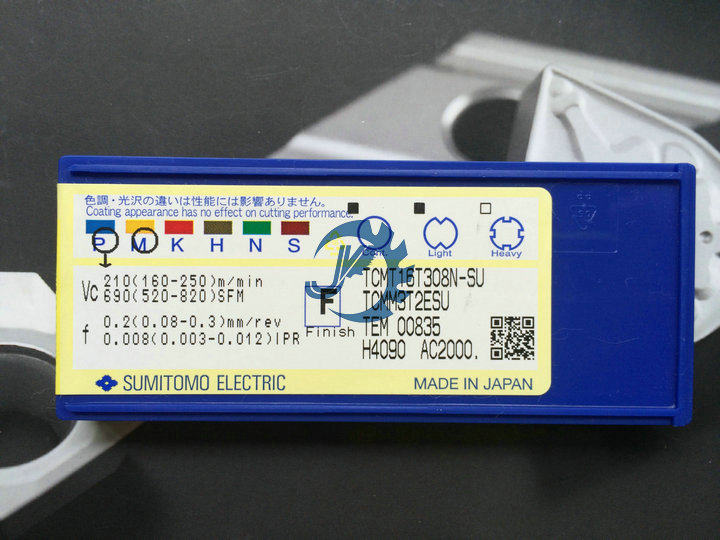 色調・光沢の違いは性能には影響ありません。
Coating appearance has no effect on cutting performance.
P M K H N S
Cont. Light Heavy
Vc 210(160-250)m/min
690(520-820)SFM
f 0.2(0.08-0.3)mm/rev
0.008(0.003-0.012)IPR
F
Finish
TCMT16T308N-SU
TCMM3T2ESU
TEM 00835
H4090 AC2000.
SUMITOMO ELECTRIC
MADE IN JAPAN